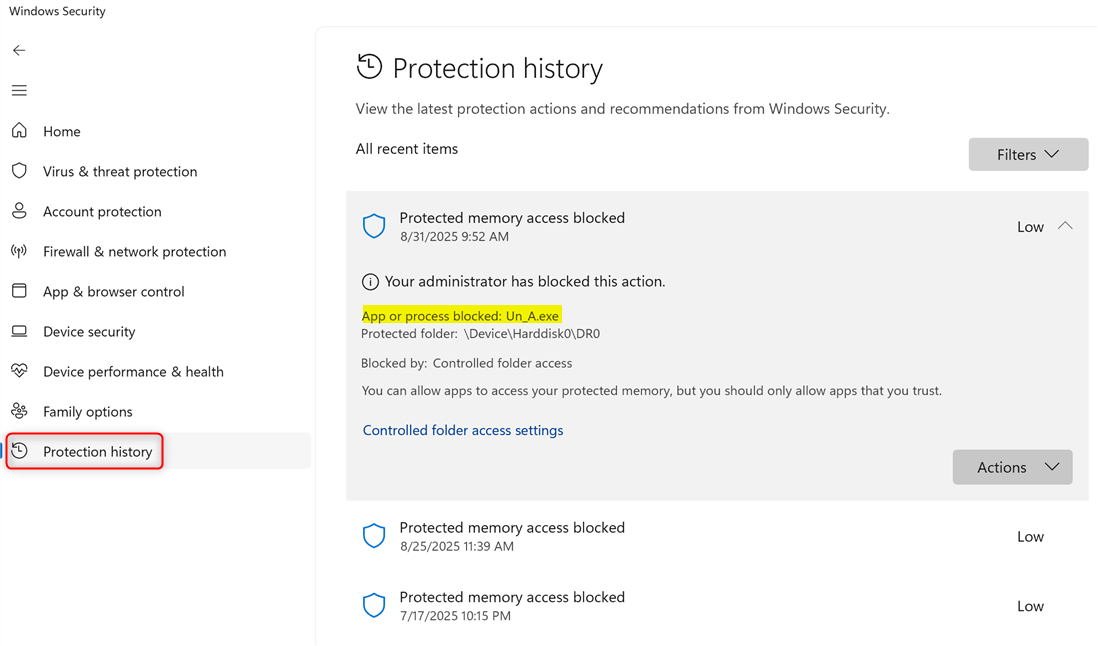 Windows Security
Home
Virus & threat protection
Account protection
Firewall & network protection
App & browser control
Device security
Device performance & health
Family options
Protection history
Protection history
View the latest protection actions and recommendations from Windows Security.
All recent items
Filters
Protected memory access blocked
Low
8/31/2025 9:52 AM
Your administrator has blocked this action.
App or process blocked: Un_A.exe
Protected folder: \Device\Harddisk0\DR0
Blocked by: Controlled folder access
You can allow apps to access your protected memory, but you should only allow apps that you trust.
Controlled folder access settings
Actions
Protected memory access blocked
Low
8/25/2025 11:39 AM
Protected memory access blocked
Low
7/17/2025 10:15 PM